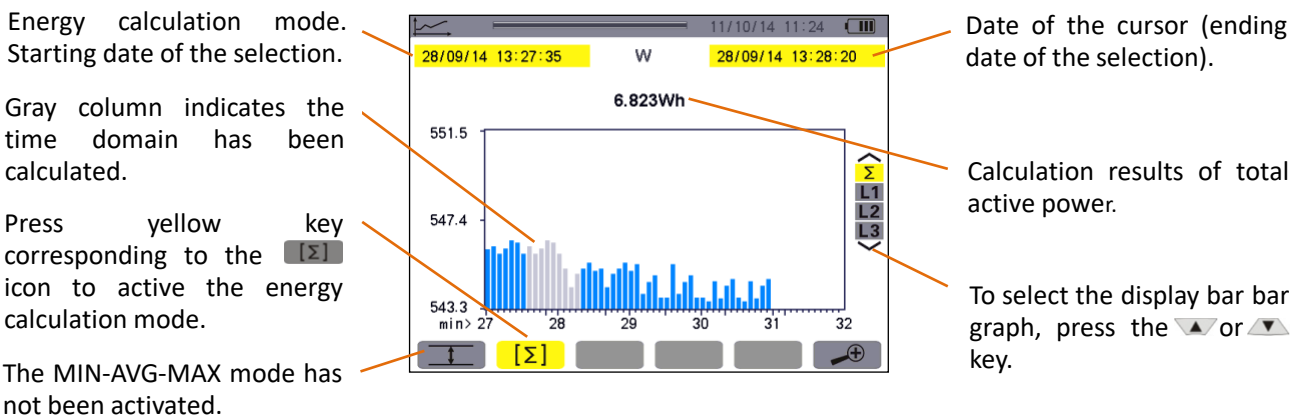 Energy calculation mode.
Starting date of the selection.
Gray column indicates the
time domain has been
calculated.
Press yellow key
corresponding to the [Σ]
icon to active the energy
calculation mode.
The MIN-AVG-MAX mode has
not been activated.
11/10/14 11:24
28/09/14 13:27:35 W 28/09/14 13:28:20
6.823Wh
551.5
547.4
543.3
min> 27 28 29 30 31 32
Σ
L1
L2
L3
[Σ]
Date of the cursor (ending
date of the selection).
Calculation results of total
active power.
To select the display bar bar
graph, press the ▲ or ▼
key.